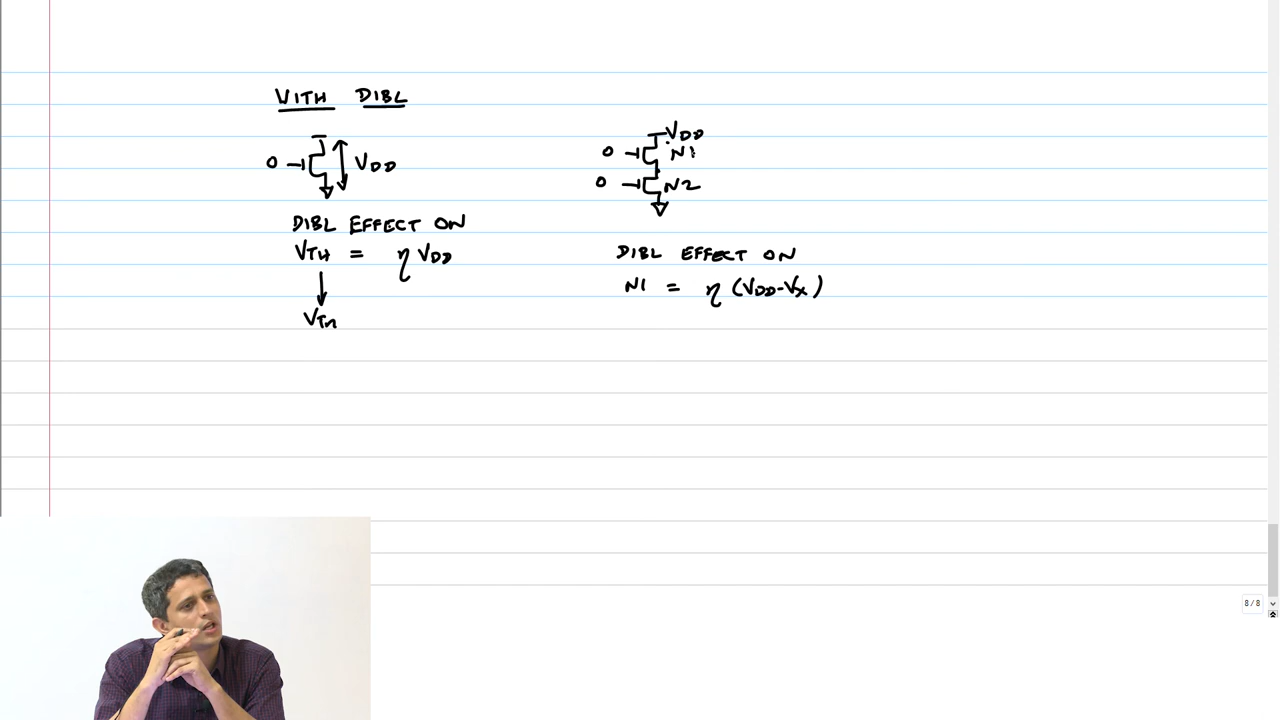 WITH DIBL
0 VDD
DIBL EFFECT ON
VTH = η VDD
VTn
VDD
0 N1
0 N2
DIBL EFFECT ON
N1 = η (VDD-VX)
8/8